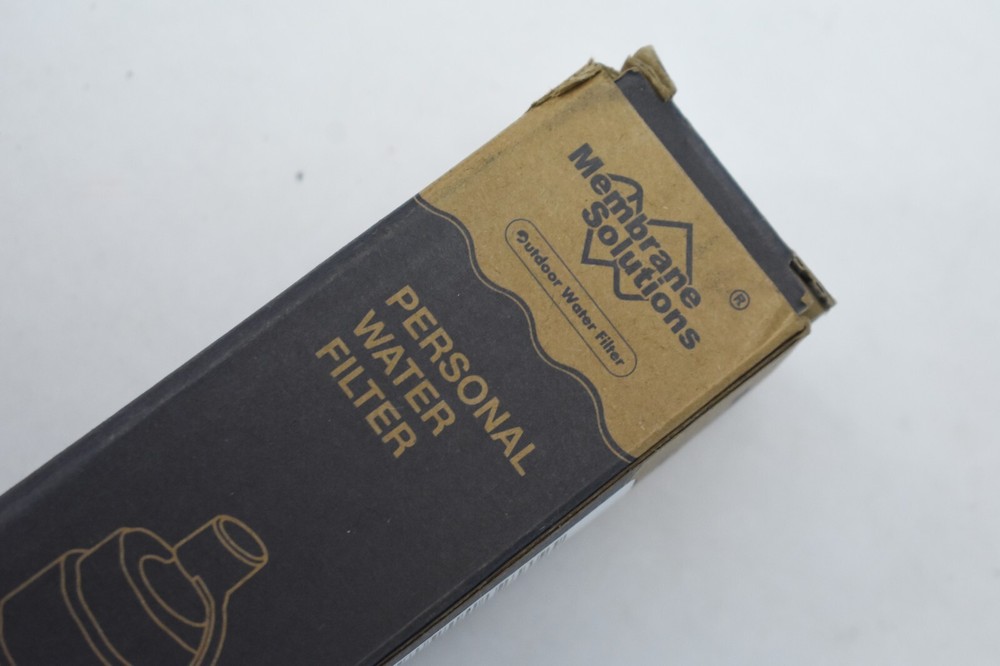 Membrane
Solutions
®
Outdoor Water Filter
PERSONAL
WATER
FILTER